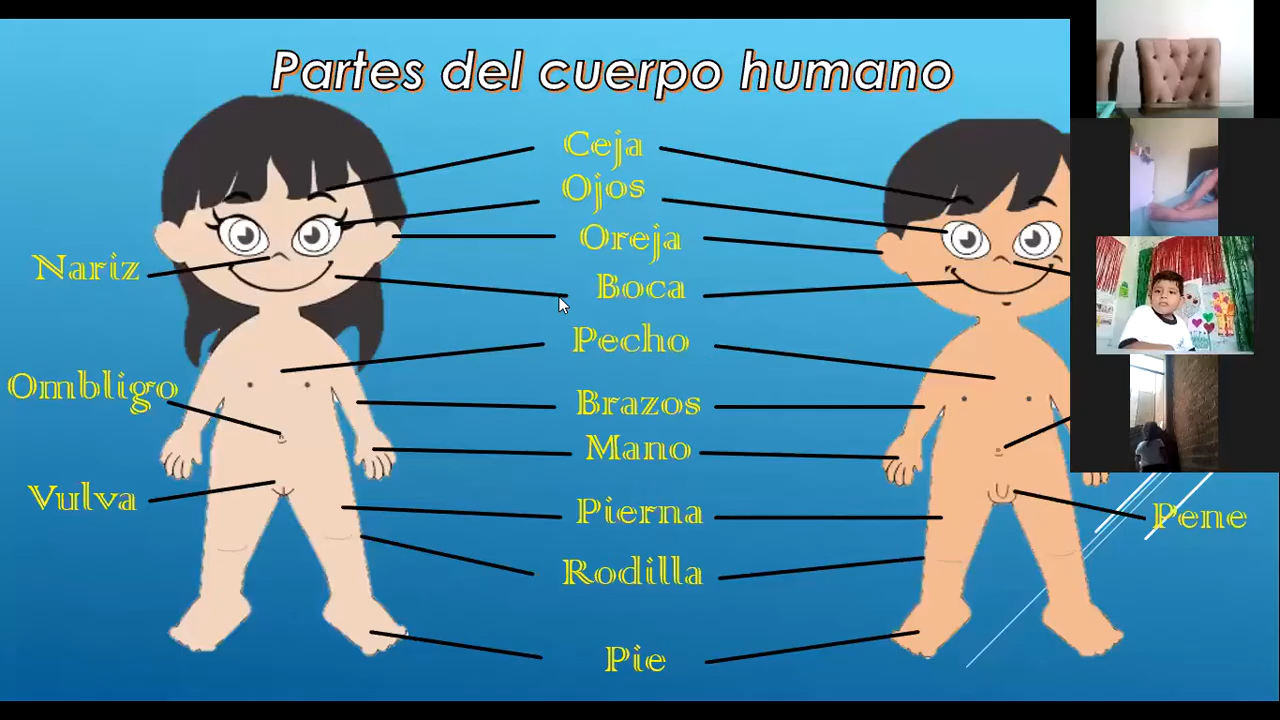 Partes del cuerpo humano
Ceja
Ojos
Oreja
Nariz
Boca
Pecho
Ombligo
Brazos
Mano
Vulva
Pierna
Pene
Rodilla
Pie